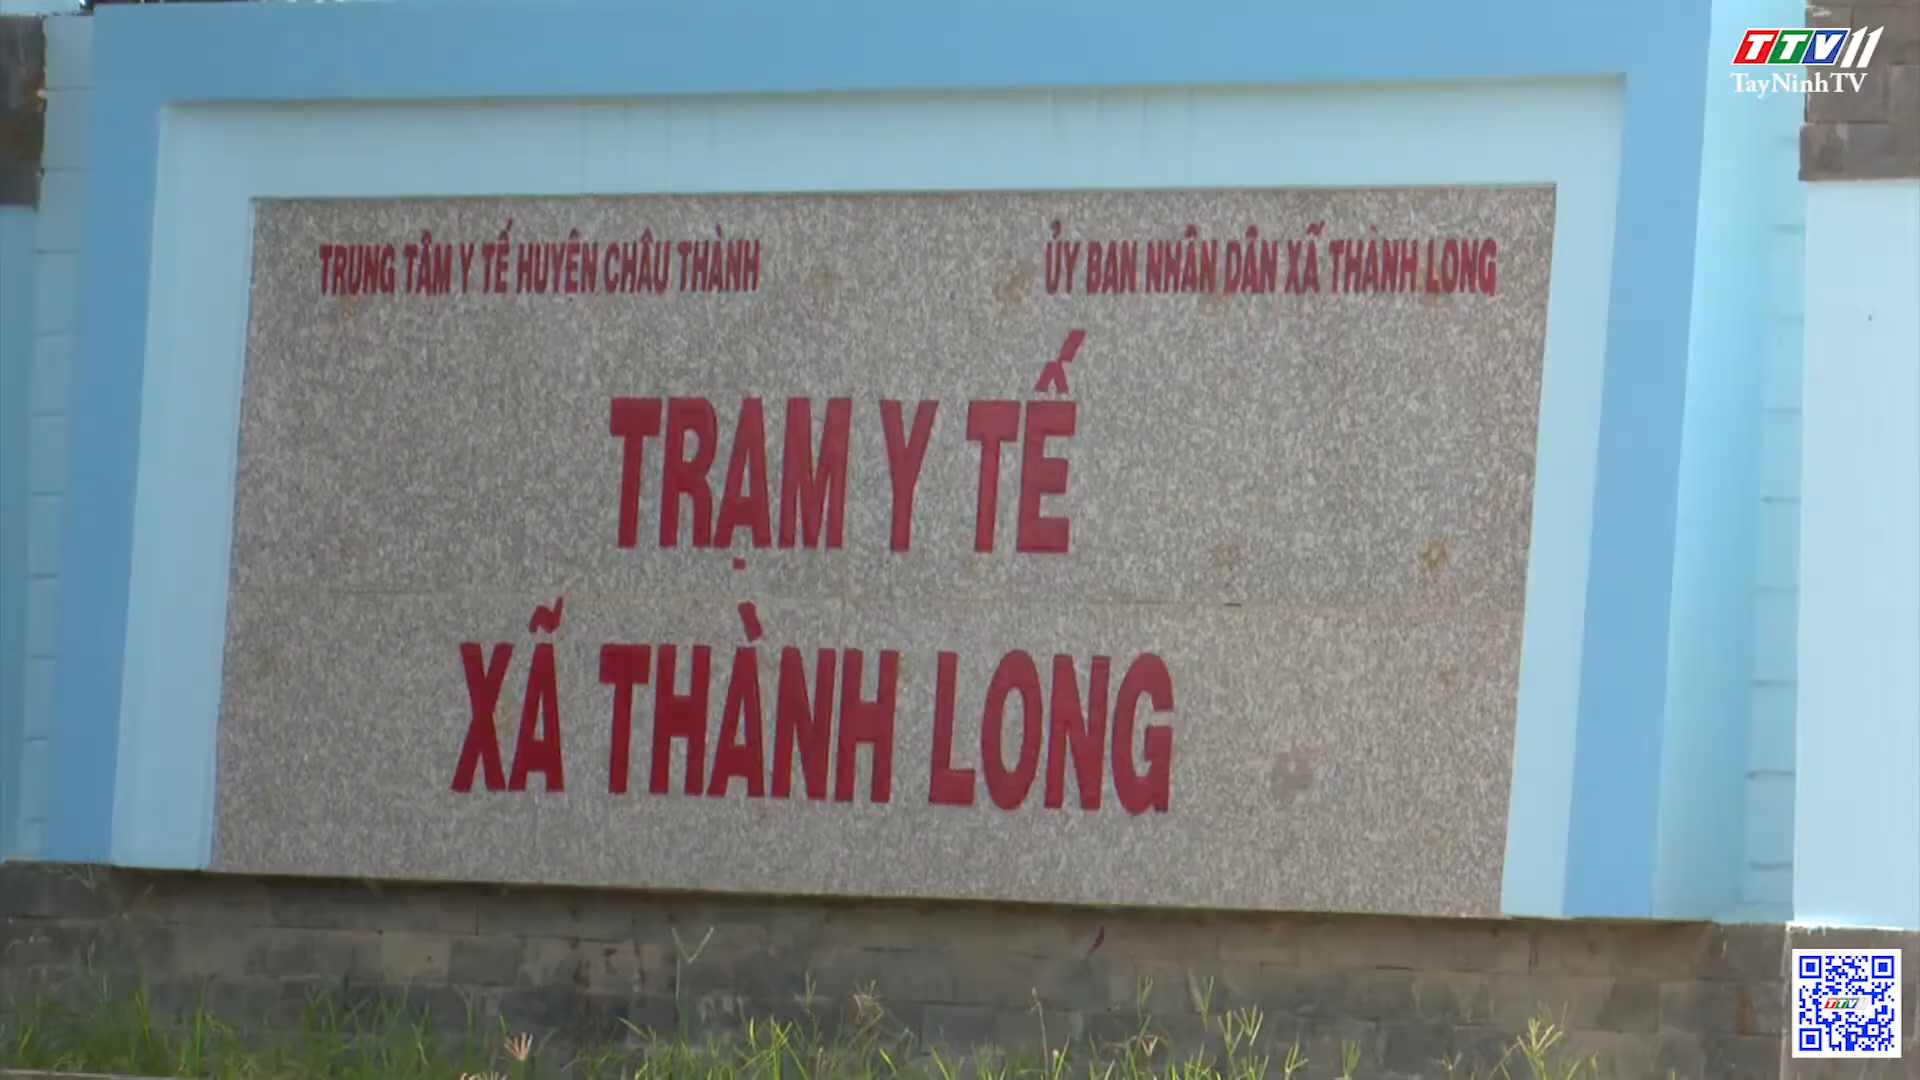 TTV11
TayNinhTV
TRUNG TÂM Y TẾ HUYỆN CHÂU THÀNH
ỦY BAN NHÂN DÂN XÃ THÀNH LONG
TRẠM Y TẾ
XÃ THÀNH LONG
TTV11